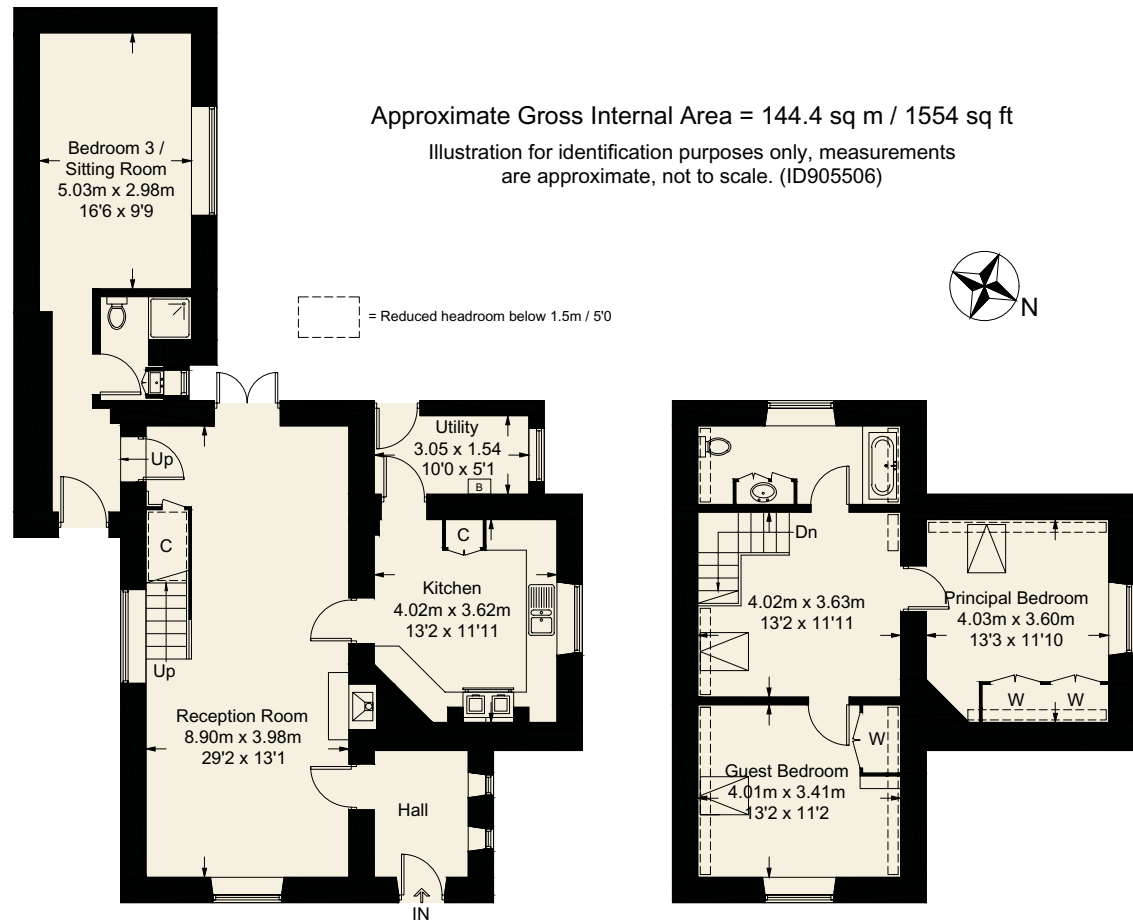 Approximate Gross Internal Area = 144.4 sq m / 1554 sq ft
Illustration for identification purposes only, measurements
are approximate, not to scale. (ID905506)
N
= Reduced headroom below 1.5m / 5'0
Bedroom 3 /
Sitting Room
5.03m x 2.98m
16'6 x 9'9
Up
C
Up
Reception Room
8.90m x 3.98m
29'2 x 13'1
Utility
3.05 x 1.54
10'0 x 5'1
B
C
Kitchen
4.02m x 3.62m
13'2 x 11'11
Hall
IN
Dn
4.02m x 3.63m
13'2 x 11'11
Principal Bedroom
4.03m x 3.60m
13'3 x 11'10
W
W
W
Guest Bedroom
4.01m x 3.41m
13'2 x 11'2